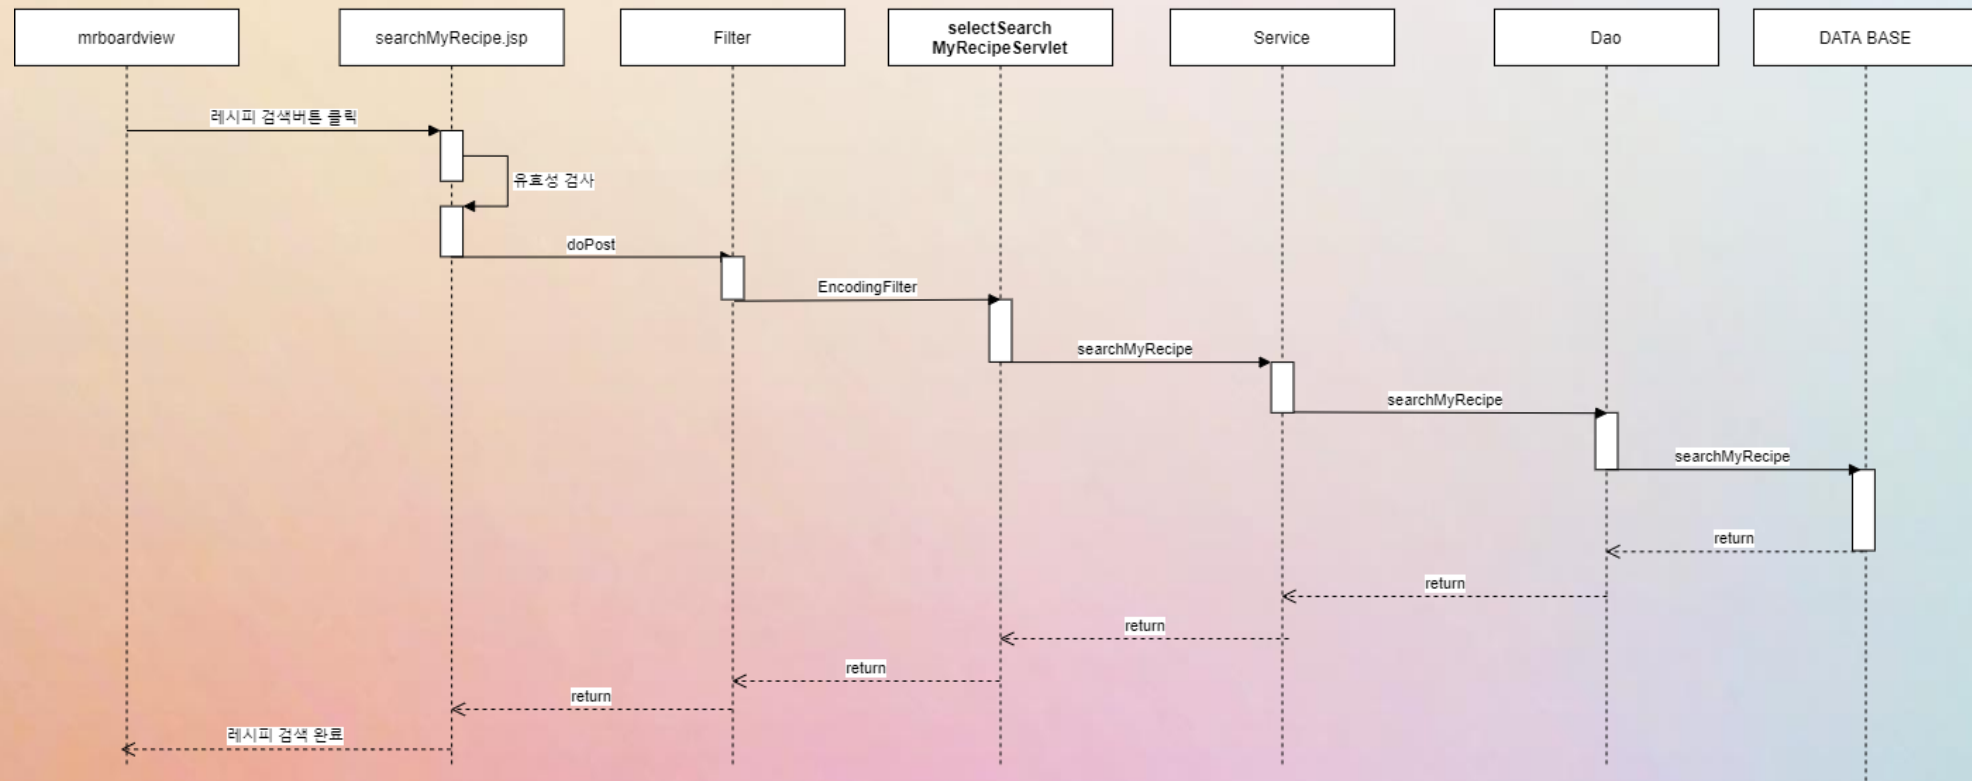 mrboardview
searchMyRecipe.jsp
Filter
selectSearch
MyRecipeServlet
Service
Dao
DATA BASE
레시피 검색버튼 클릭
유효성 검사
doPost
EncodingFilter
searchMyRecipe
searchMyRecipe
searchMyRecipe
return
return
return
return
return
레시피 검색 완료